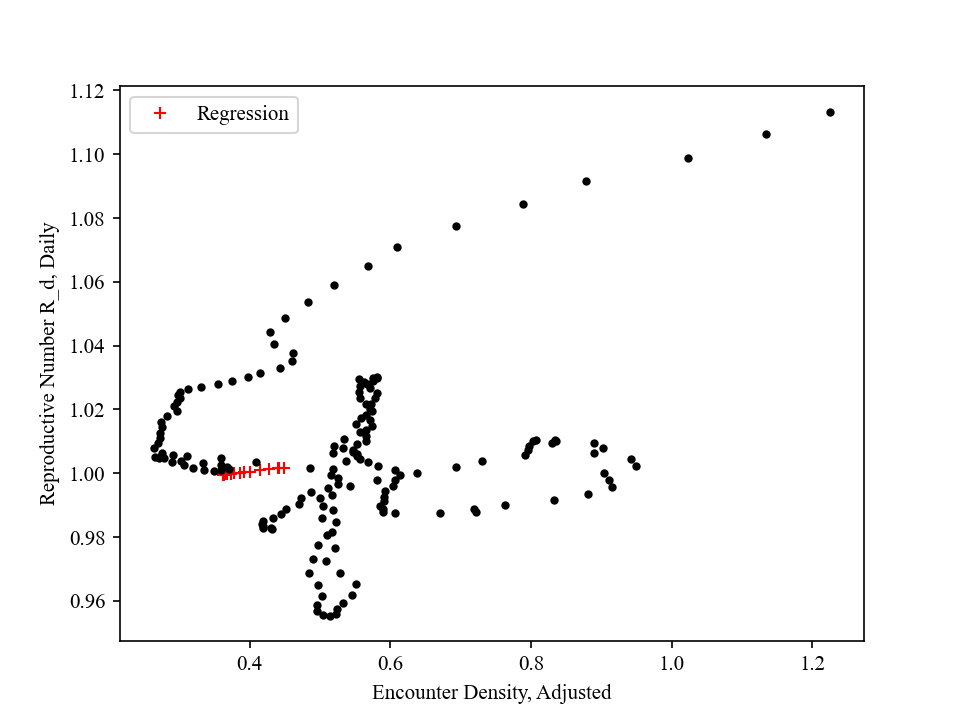 1.12
Regression
1.10
1.08
1.06
1.04
1.02
1.00
0.98
0.96
Reproductive Number R_d, Daily
0.4 0.6 0.8 1.0 1.2
Encounter Density, Adjusted